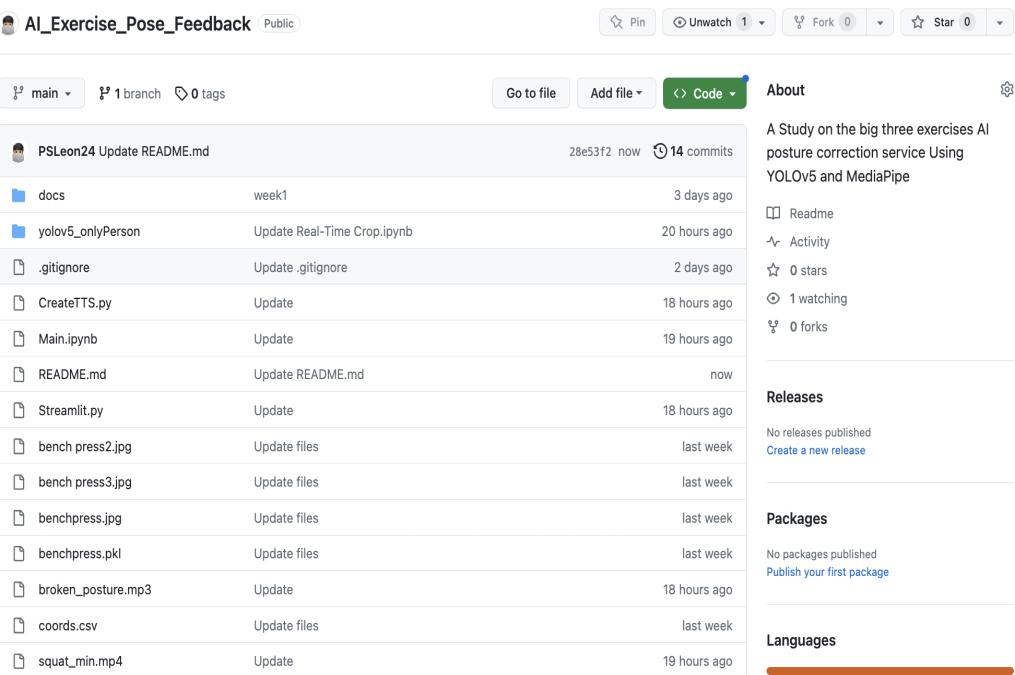 AI_Exercise_Pose_Feedback Public Pin Unwatch 1 Fork 0 Star 0
main 1 branch 0 tags Go to file Add file Code
PSLeon24 Update README.md 28e53f2 now 14 commits
docs week1 3 days ago
yolov5_onlyPerson Update Real-Time Crop.ipynb 20 hours ago
.gitignore Update .gitignore 2 days ago
CreateTTS.py Update 18 hours ago
Main.ipynb Update 19 hours ago
README.md Update README.md now
Streamlit.py Update 18 hours ago
bench press2.jpg Update files last week
bench press3.jpg Update files last week
benchpress.jpg Update files last week
benchpress.pkl Update files last week
broken_posture.mp3 Update 18 hours ago
coords.csv Update files last week
squat_min.mp4 Update 19 hours ago
About
A Study on the big three exercises AI
posture correction service Using
YOLOv5 and MediaPipe
Readme
Activity
0 stars
1 watching
0 forks
Releases
No releases published
Create a new release
Packages
No packages published
Publish your first package
Languages